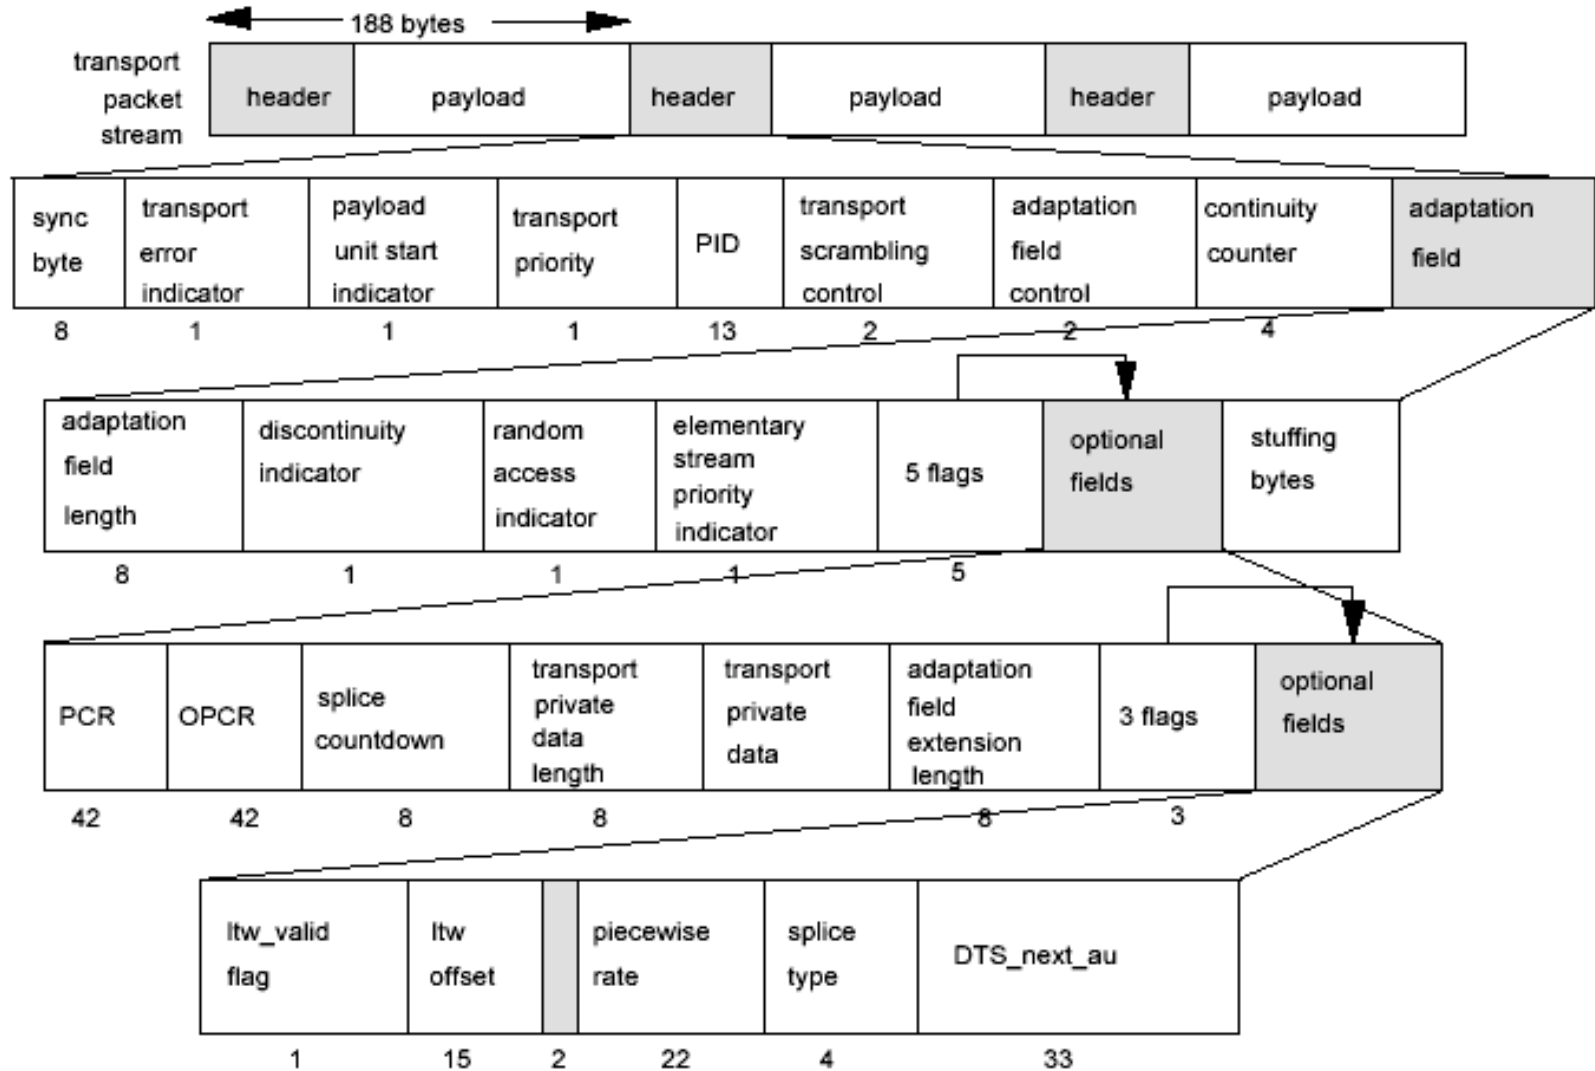 188 bytes
transport
packet
stream
header
payload
header
payload
header
payload
sync
byte
transport
error
indicator
payload
unit start
indicator
transport
priority
PID
transport
scrambling
control
adaptation
field
control
continuity
counter
adaptation
field
8
1
1
1
13
2
2
4
adaptation
field
length
discontinuity
indicator
random
access
indicator
elementary
stream
priority
indicator
5 flags
optional
fields
stuffing
bytes
8
1
1
1
5
PCR
OPCR
splice
countdown
transport
private
data
length
transport
private
data
adaptation
field
extension
length
3 flags
optional
fields
42
42
8
8
8
3
ltw_valid
flag
ltw
offset
piecewise
rate
splice
type
DTS_next_au
1
15
2
22
4
33